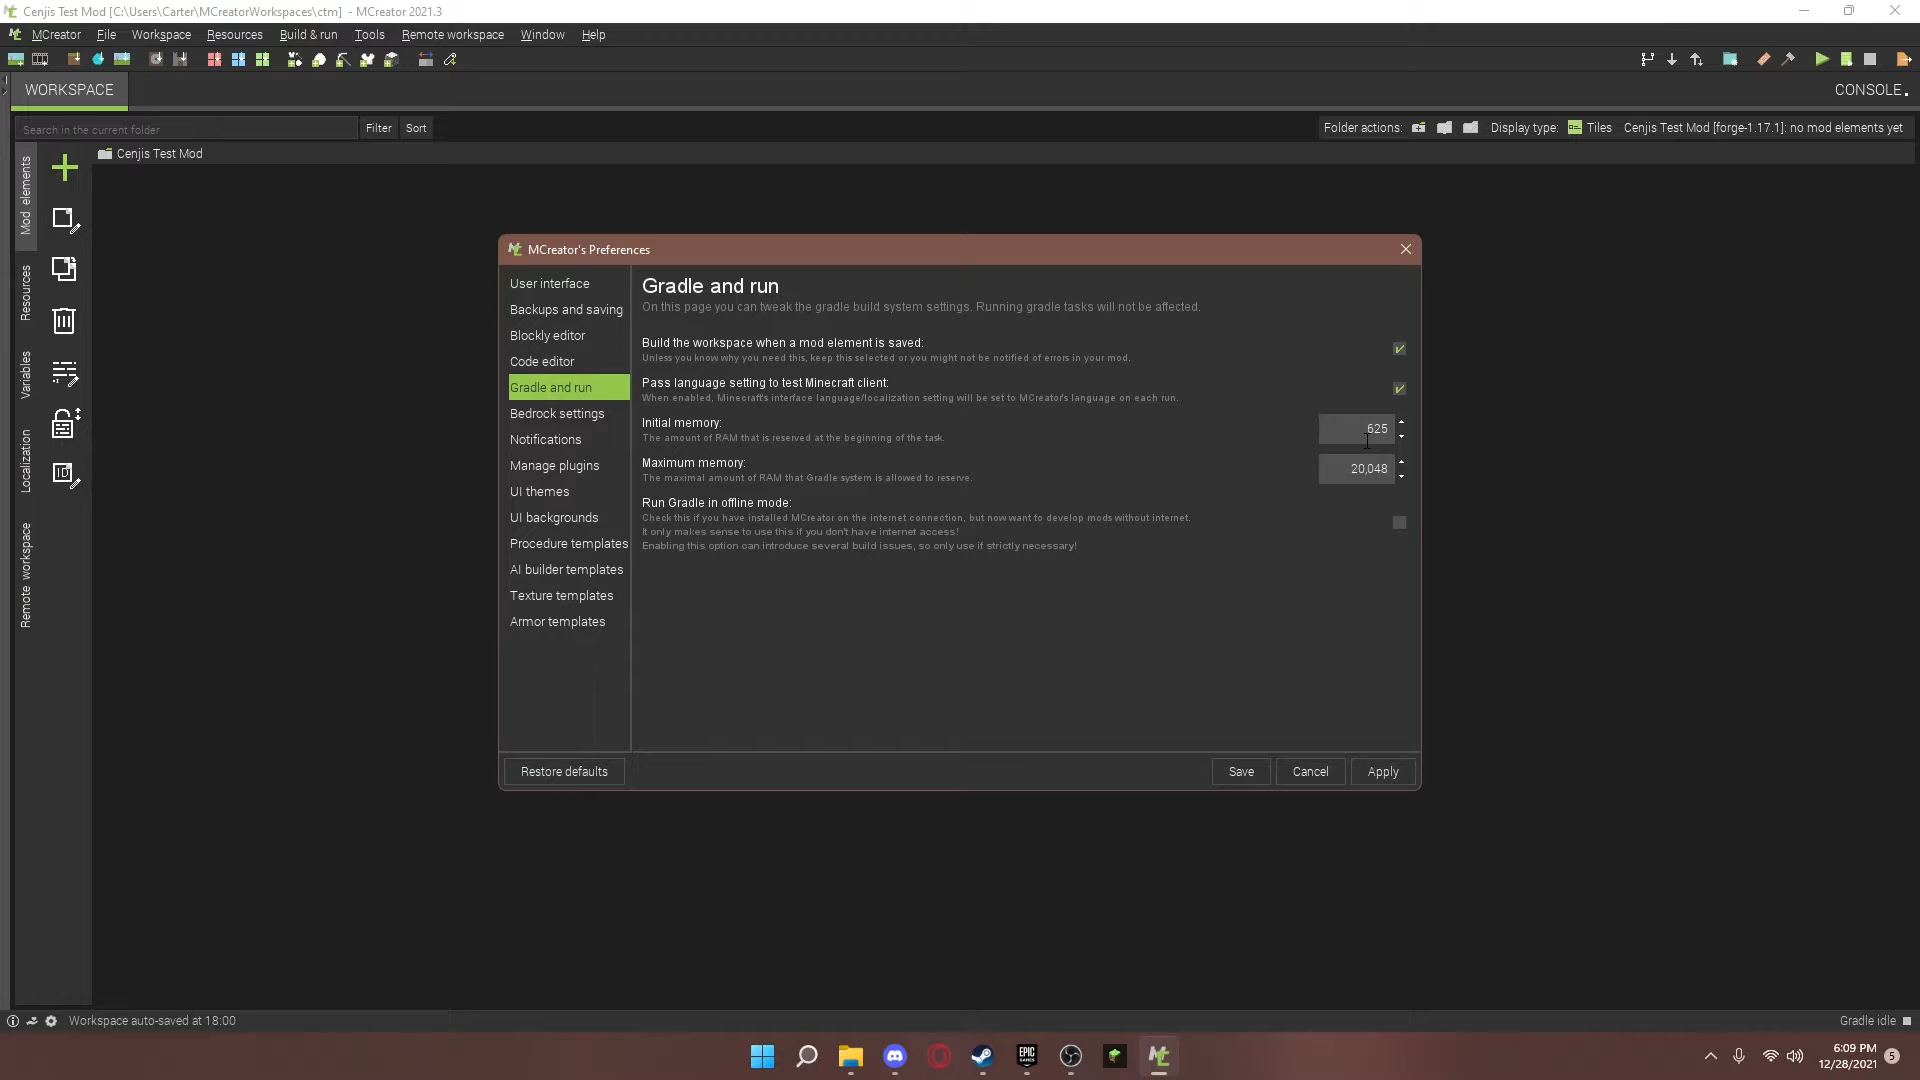 Cenjis Test Mod [C:\Users\Carter\MCreatorWorkspaces\ctm] - MCreator 2021.3
MCreator File Workspace Resources Build & run Tools Remote workspace Window Help
WORKSPACE
CONSOLE
Search in the current folder
Filter
Sort
Folder actions:
Display type:
Tiles
Cenjis Test Mod [forge-1.17.1]: no mod elements yet
Cenjis Test Mod
Mod elements
Resources
Variables
Localization
Remote workspace
MCreator's Preferences
User interface
Backups and saving
Blockly editor
Code editor
Gradle and run
Bedrock settings
Notifications
Manage plugins
UI themes
UI backgrounds
Procedure templates
AI builder templates
Texture templates
Armor templates
Gradle and run
On this page you can tweak the gradle build system settings. Running gradle tasks will not be affected.
Build the workspace when a mod element is saved:
Unless you know why you need this, keep this selected or you might not be notified of errors in your mod.
Pass language setting to test Minecraft client:
When enabled, Minecraft's interface language/localization setting will be set to MCreator's language on each run.
Initial memory:
The amount of RAM that is reserved at the beginning of the task.
625
Maximum memory:
The maximal amount of RAM that Gradle system is allowed to reserve.
20,048
Run Gradle in offline mode:
Check this if you have installed MCreator on the internet connection, but now want to develop mods without internet.
It only makes sense to use this if you don't have internet access!
Enabling this option can introduce several build issues, so only use if strictly necessary!
Restore defaults
Save
Cancel
Apply
Workspace auto-saved at 18:00
Gradle idle
EPIC GAMES
6:09 PM
12/28/2021
5